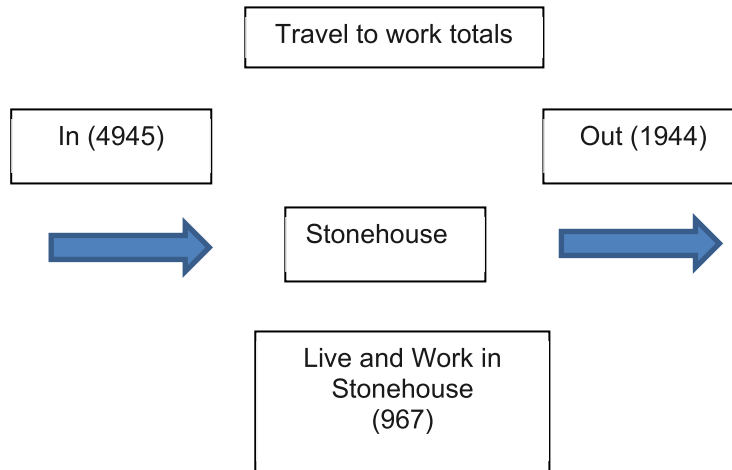 Travel to work totals
In (4945)
Out (1944)
Stonehouse
Live and Work in
Stonehouse
(967)